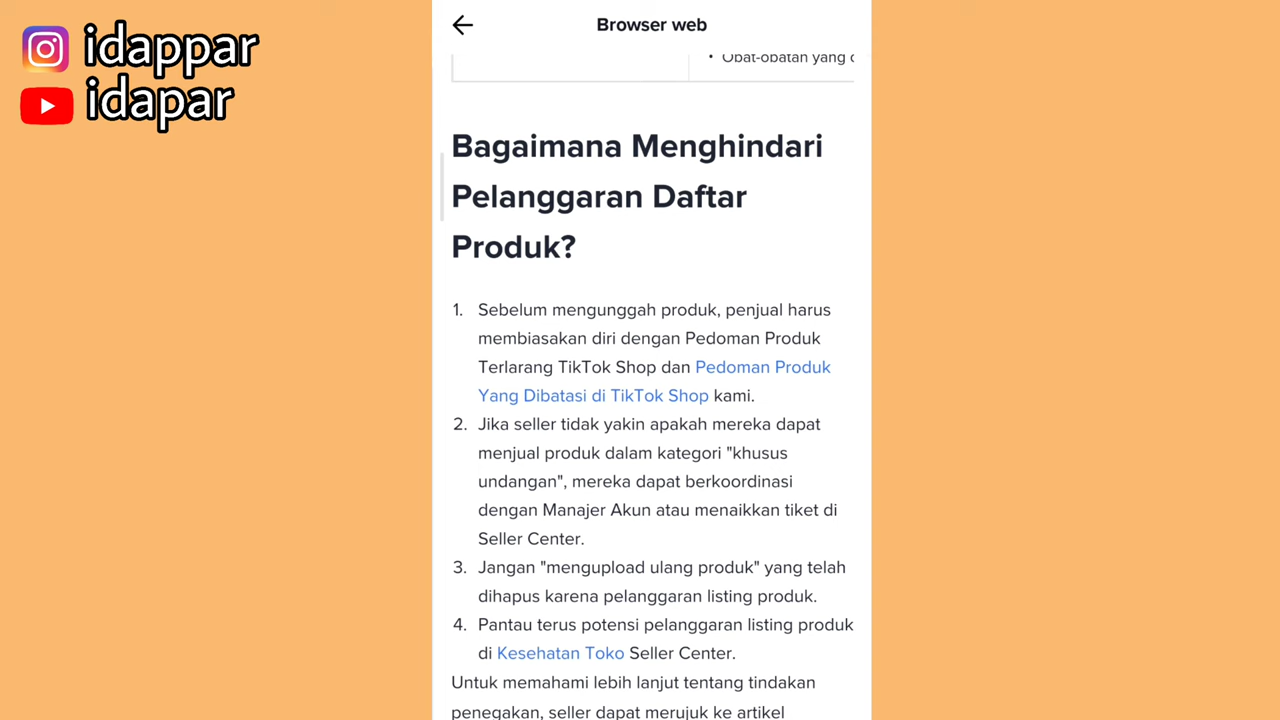 idappar
idapar
Browser web
• Obat-obatan yang
Bagaimana Menghindari
Pelanggaran Daftar
Produk?
1. Sebelum mengunggah produk, penjual harus
membiasakan diri dengan Pedoman Produk
Terlarang TikTok Shop dan Pedoman Produk
Yang Dibatasi di TikTok Shop kami.
2. Jika seller tidak yakin apakah mereka dapat
menjual produk dalam kategori "khusus
undangan", mereka dapat berkoordinasi
dengan Manajer Akun atau menaikkan tiket di
Seller Center.
3. Jangan "mengupload ulang produk" yang telah
dihapus karena pelanggaran listing produk.
4. Pantau terus potensi pelanggaran listing produk
di Kesehatan Toko Seller Center.
Untuk memahami lebih lanjut tentang tindakan
penegakan, seller dapat merujuk ke artikel